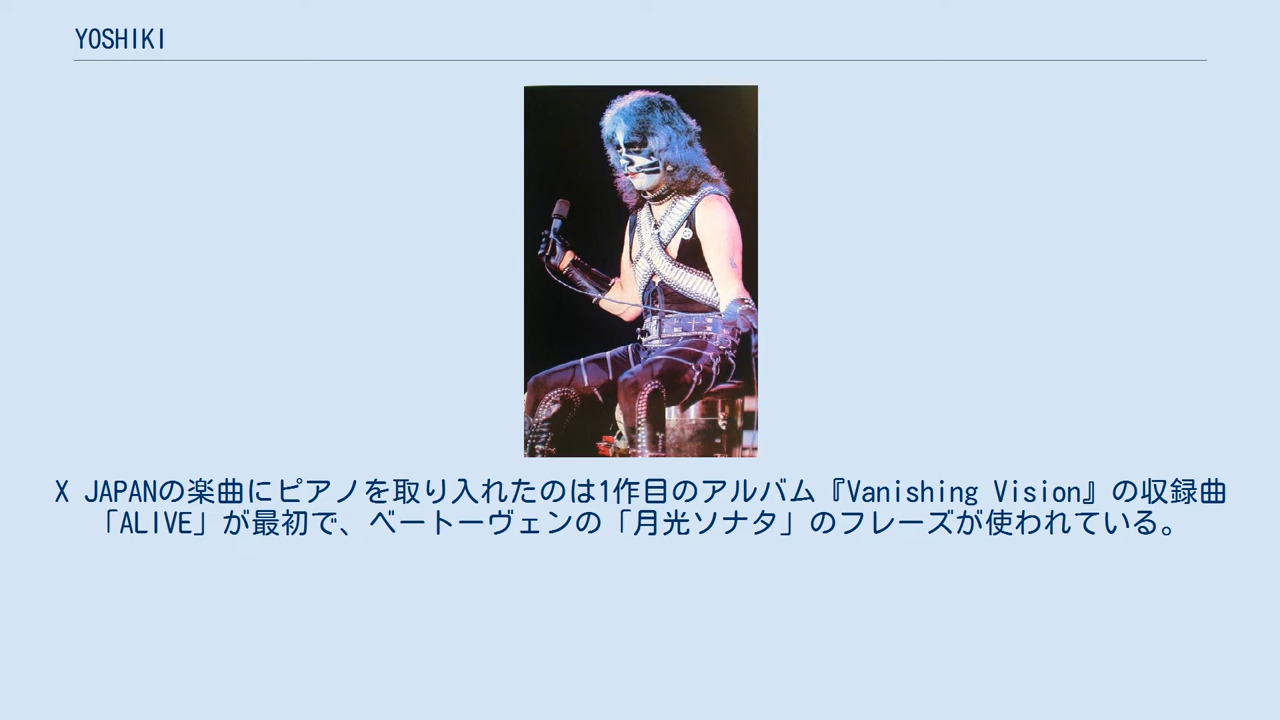 YOSHIKI
X JAPANの楽曲にピアノを取り入れたのは1作目のアルバム『Vanishing Vision』の収録曲
「ALIVE」が最初で、ベートーヴェンの「月光ソナタ」のフレーズが使われている。